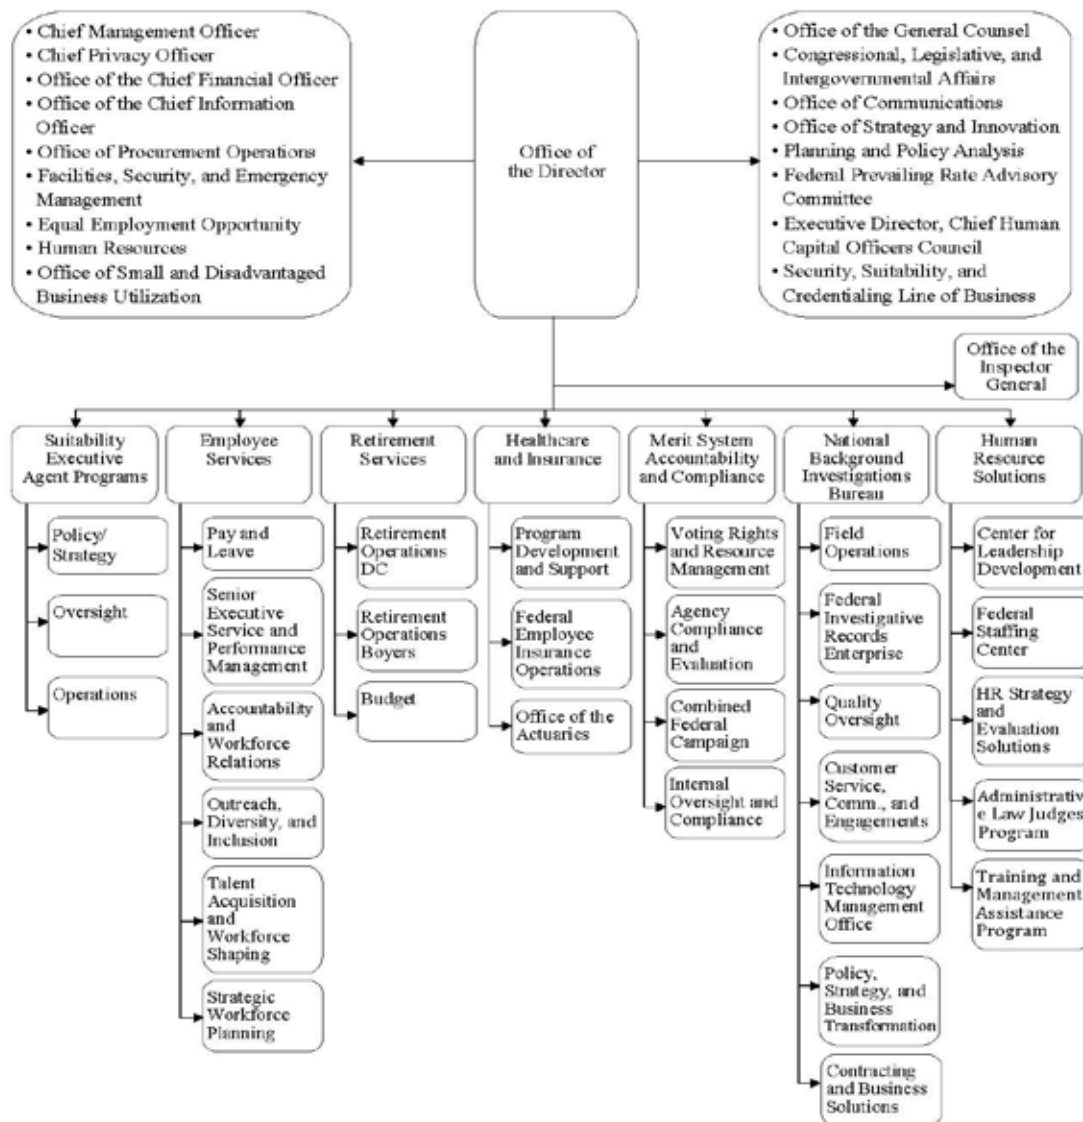 • Chief Management Officer
• Chief Privacy Officer
• Office of the Chief Financial Officer
• Office of the Chief Information
Officer
• Office of Procurement Operations
• Facilities, Security, and Emergency
Management
• Equal Employment Opportunity
• Human Resources
• Office of Small and Disadvantaged
Business Utilization
Office of
the Director
• Office of the General Counsel
• Congressional, Legislative, and
Intergovernmental Affairs
• Office of Communications
• Office of Strategy and Innovation
• Planning and Policy Analysis
• Federal Prevailing Rate Advisory
Committee
• Executive Director, Chief Human
Capital Officers Council
• Security, Suitability, and
Credentialing Line of Business
Office of the
Inspector
General
Suitability
Executive
Agent Programs
Policy/
Strategy
Oversight
Operations
Employee
Services
Pay and
Leave
Senior
Executive
Service and
Performance
Management
Accountability
and
Workforce
Relations
Outreach,
Diversity, and
Inclusion
Talent
Acquisition
and
Workforce
Shaping
Strategic
Workforce
Planning
Retirement
Services
Retirement
Operations
DC
Retirement
Operations
Boyers
Budget
Healthcare
and Insurance
Program
Development
and Support
Federal
Employee
Insurance
Operations
Office of the
Actuaries
Merit System
Accountability
and Compliance
Voting Rights
and Resource
Management
Agency
Compliance
and
Evaluation
Combined
Federal
Campaign
Internal
Oversight and
Compliance
National
Background
Investigations
Bureau
Field
Operations
Federal
Investigative
Records
Enterprise
Quality
Oversight
Customer
Service,
Comm., and
Engagements
Information
Technology
Management
Office
Policy,
Strategy, and
Business
Transformation
Contracting
and Business
Solutions
Human
Resource
Solutions
Center for
Leadership
Development
Federal
Staffing
Center
HR Strategy
and
Evaluation
Solutions
Administrativ
e Law Judges
Program
Training and
Management
Assistance
Program